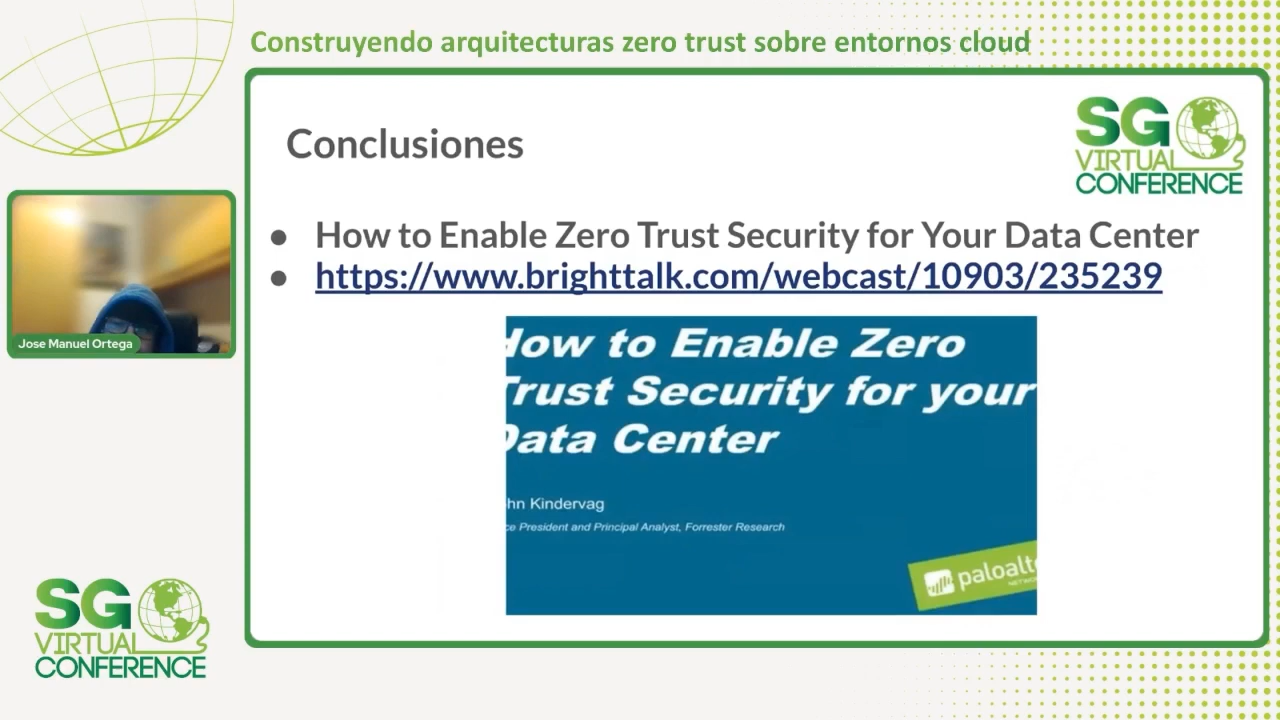 Construyendo arquitecturas zero trust sobre entornos cloud
Conclusiones
SG
VIRTUAL
CONFERENCE
● How to Enable Zero Trust Security for Your Data Center
● https://www.brighttalk.com/webcast/10903/235239
Jose Manuel Ortega
How to Enable Zero
Trust Security for your
Data Center
hn Kindervag
ce President and Principal Analyst, Forrester Research
paloalto
SG
VIRTUAL
CONFERENCE